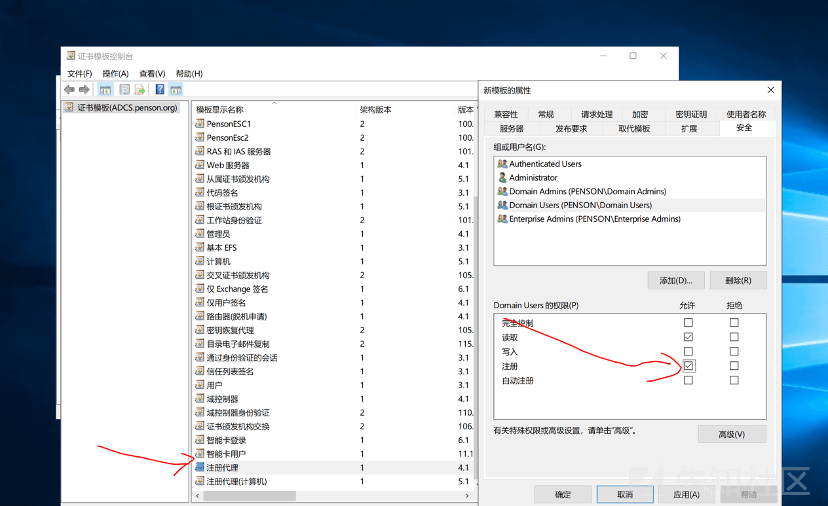 证书模板控制台
文件(F) 操作(A) 查看(V) 帮助(H)
证书模板(ADCS.penson.org)
模板显示名称 架构版本 版本
PensonESC1 2 100.
PensonEsc2 2 100.
RAS 和 IAS 服务器 2 101.
Web 服务器 1 4.1
从属证书颁发机构 1 5.1
代码签名 1 3.1
根证书颁发机构 1 5.1
工作站身份验证 2 101.
管理员 1 4.1
基本 EFS 1 3.1
计算机 1 5.1
交叉证书颁发机构 2 105.
仅 Exchange 签名 1 6.1
仅用户签名 1 4.1
路由器(脱机申请) 1 4.1
密钥恢复代理 2 105.
目录电子邮件复制 2 115.
通过身份验证的会话 1 3.1
信任列表签名 1 3.1
用户 1 3.1
域控制器 1 4.1
域控制器身份验证 2 110.
证书颁发机构交换 2 106.
智能卡登录 1 6.1
智能卡用户 1 11.1
注册代理 1 4.1
注册代理(计算机) 1 5.1
新模板的属性
兼容性 常规 请求处理 加密 密钥证明 使用者名称
服务器 发布要求 取代模板 扩展 安全
组或用户名(G):
Authenticated Users
Administrator
Domain Admins (PENSON\Domain Admins)
Domain Users (PENSON\Domain Users)
Enterprise Admins (PENSON\Enterprise Admins)
添加(D)... 删除(R)
Domain Users 的权限(P) 允许 拒绝
完全控制
读取
写入
注册
自动注册
有关特殊权限或高级设置，请单击"高级"。
高级(V)
确定 取消 应用(A) 帮助
先知社区